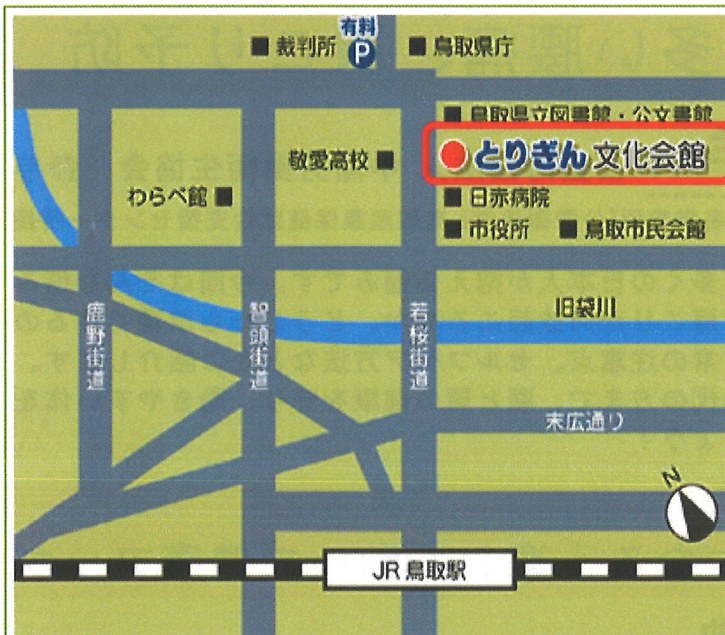 有料
P
■ 裁判所
■ 鳥取県庁
■ 鳥取県立図書館・公文書館
敬愛高校 ■
● とりぎん 文化会館
わらべ館 ■
■ 日赤病院
■ 市役所 ■ 鳥取市民会館
鹿野街道
智頭街道
若桜街道
旧袋川
末広通り
N
JR 鳥取駅